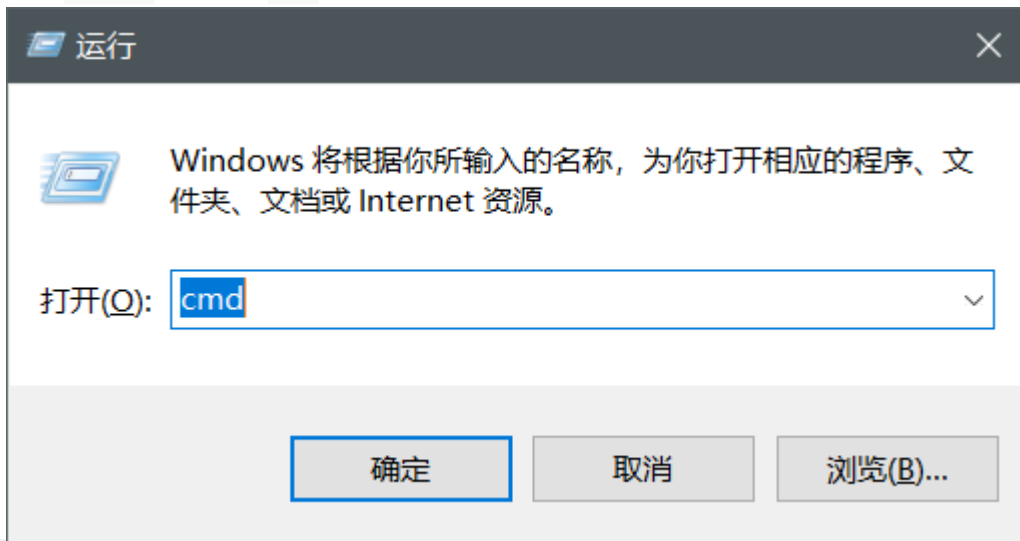 运行
Windows 将根据你所输入的名称，为你打开相应的程序、文
件夹、文档或 Internet 资源。
打开(O): cmd
确定 取消 浏览(B)...